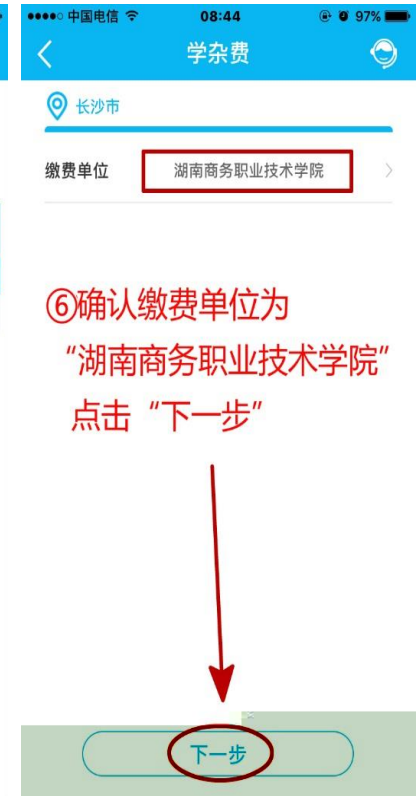 中国电信 08:44 97%
学杂费
长沙市
缴费单位 湖南商务职业技术学院
⑥确认缴费单位为
“湖南商务职业技术学院”
点击“下一步”
下一步